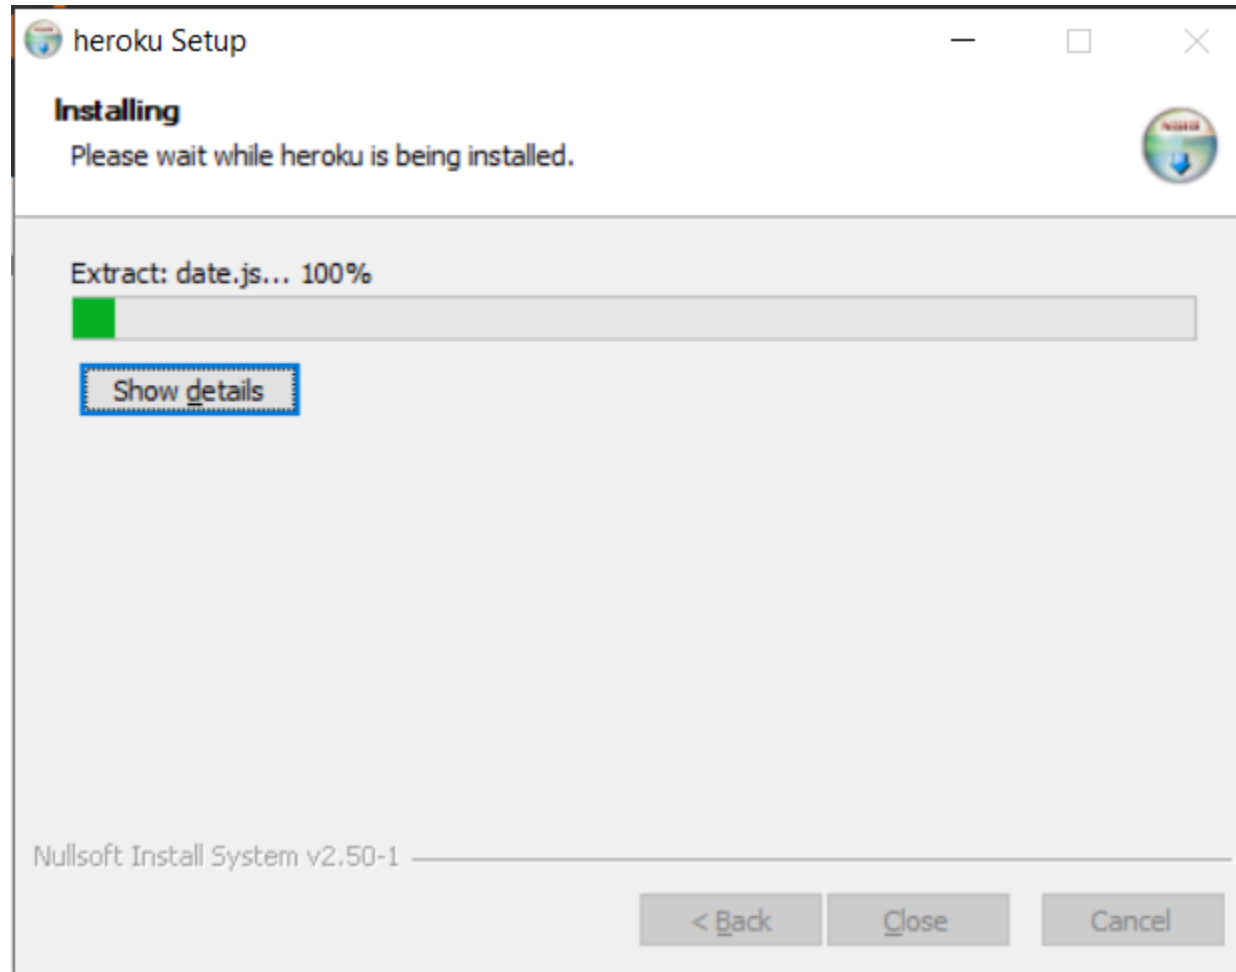 heroku Setup
Installing
Please wait while heroku is being installed.
Extract: date.js... 100%
Show details
Nullsoft Install System v2.50-1
< Back
Close
Cancel